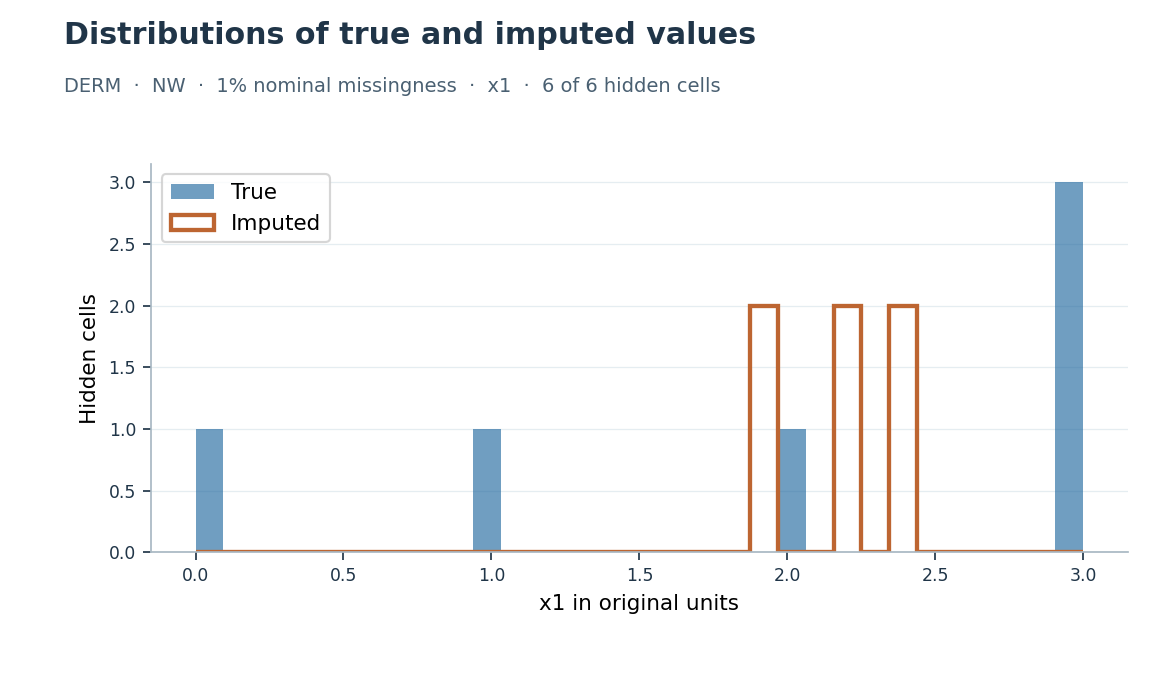 Distributions of true and imputed values
DERM · NW · 1% nominal missingness · x1 · 6 of 6 hidden cells
True
Imputed
Hidden cells
3.0
2.5
2.0
1.5
1.0
0.5
0.0
0.0 0.5 1.0 1.5 2.0 2.5 3.0
x1 in original units